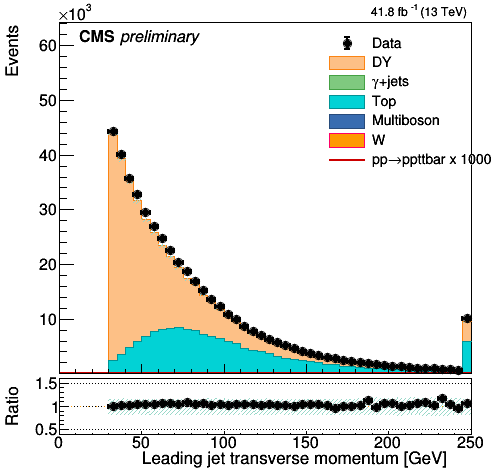 ×10³
41.8 fb⁻¹ (13 TeV)
CMS preliminary
Events
60
50
40
30
20
10
Data
DY
γ+jets
Top
Multiboson
W
pp→ppttbar x 1000
Ratio
1.5
1
0.5
0 50 100 150 200 250
Leading jet transverse momentum [GeV]